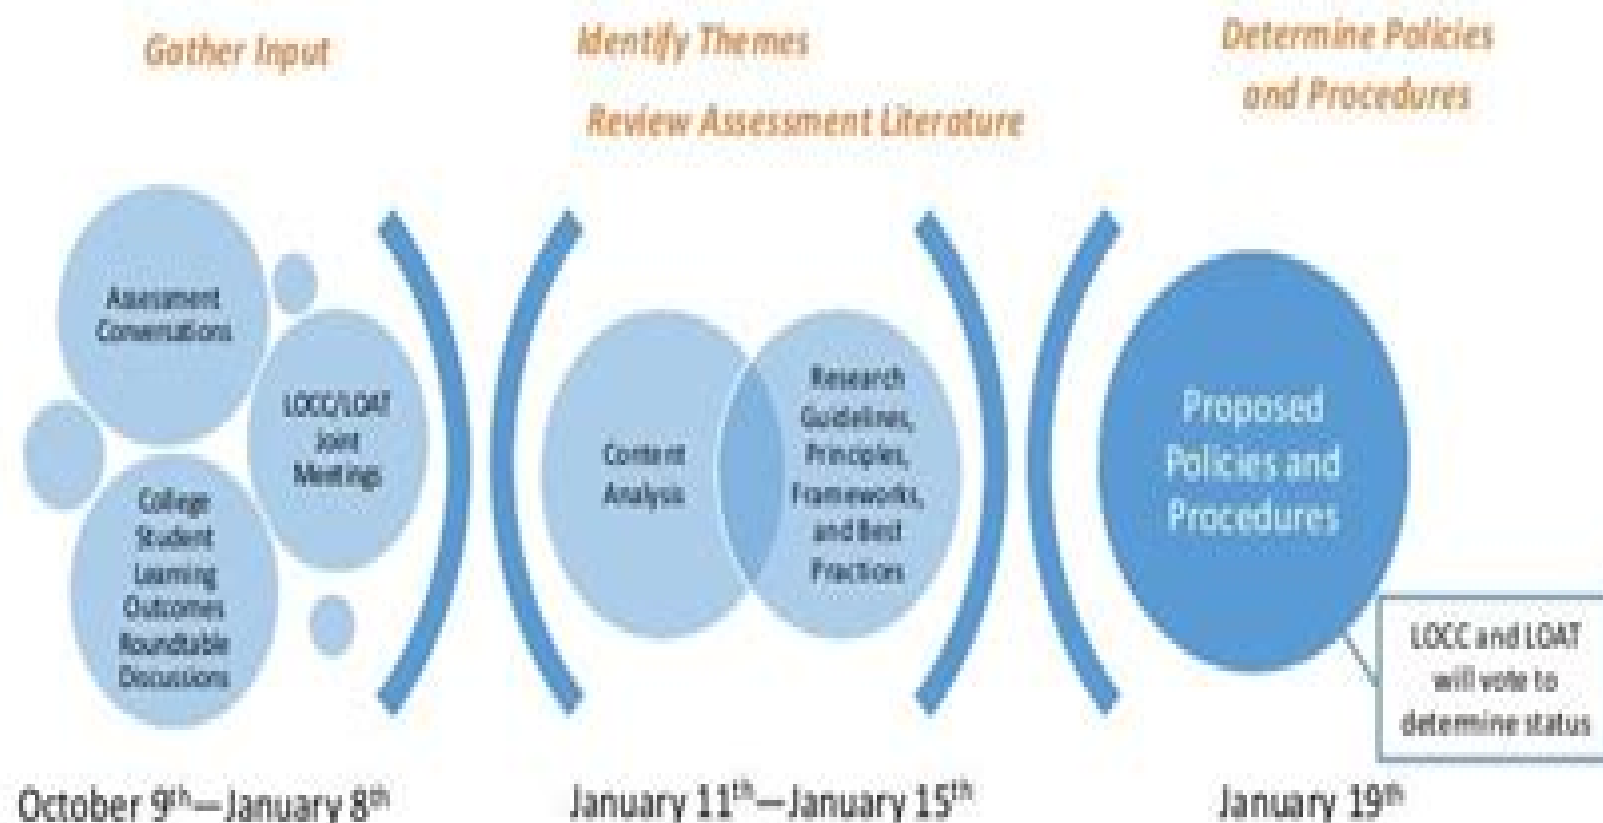 Gather Input
Identify Themes
Review Assessment Literature
Determine Policies
and Procedures
Assessment
Conversations
LOCC/LOAT
Joint
Meetings
College
Student
Learning
Outcomes
Roundtable
Discussions
Content
Analysis
Research
Guidelines,
Principles,
Frameworks,
and Best
Practices
Proposed
Policies and
Procedures
LOCC and LOAT
will vote to
determine status
October 9th—January 8th
January 11th—January 15th
January 19th